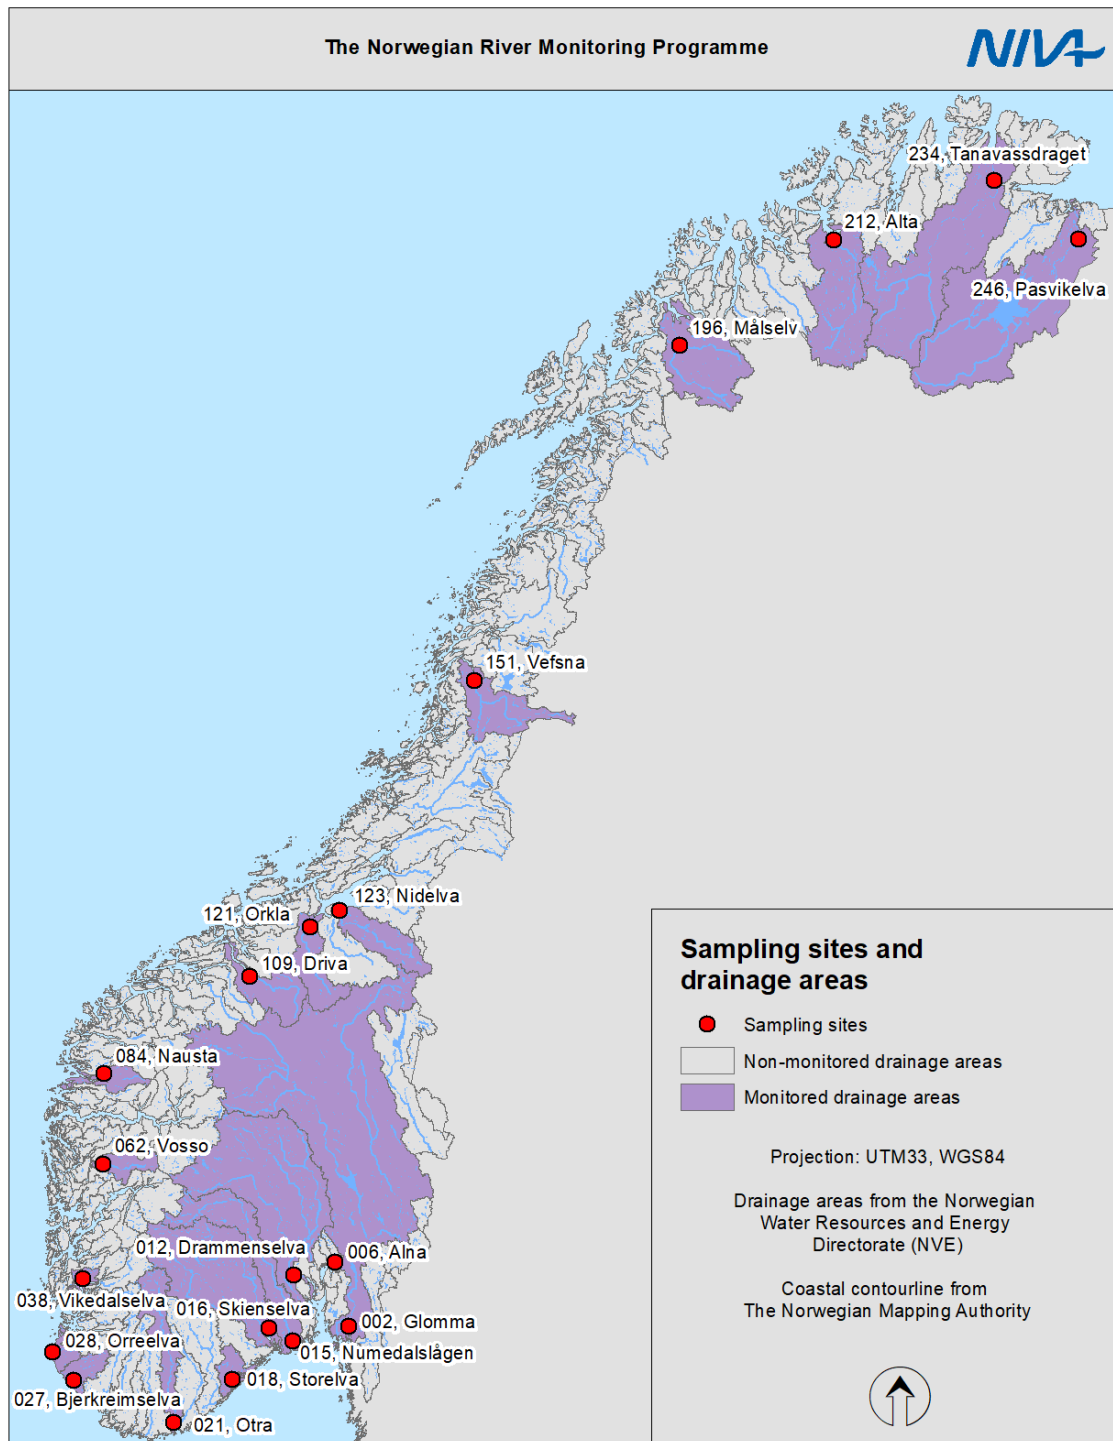 The Norwegian River Monitoring Programme
NIVA
234, Tanavassdraget
212, Alta
246, Pasvikelva
196, Målselv
151, Vefsna
123, Nidelva
121, Orkla
109, Driva
084, Nausta
062, Vosso
012, Drammenselva
006, Alna
038, Vikedalselva
016, Skienselva
002, Glomma
028, Orreelva
015, Numedalslågen
018, Storelva
027, Bjerkreimselva
021, Otra
Sampling sites and
drainage areas
Sampling sites
Non-monitored drainage areas
Monitored drainage areas
Projection: UTM33, WGS84
Drainage areas from the Norwegian
Water Resources and Energy
Directorate (NVE)
Coastal contourline from
The Norwegian Mapping Authority